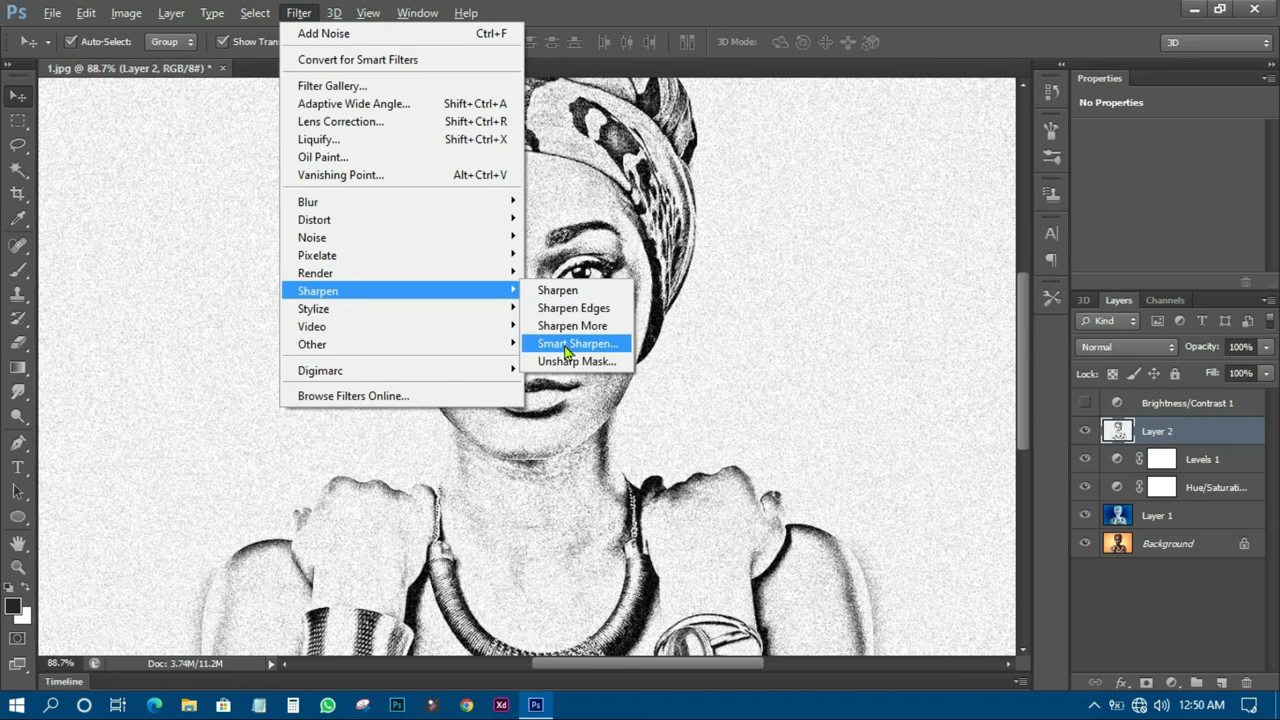 Ps File Edit Image Layer Type Select Filter 3D View Window Help
Auto-Select: Group Show Tran 3D Mode: 3D
1.jpg @ 88.7% (Layer 2, RGB/8#) * ×
Add Noise Ctrl+F
Convert for Smart Filters
Filter Gallery...
Adaptive Wide Angle... Shift+Ctrl+A
Lens Correction... Shift+Ctrl+R
Liquify... Shift+Ctrl+X
Oil Paint...
Vanishing Point... Alt+Ctrl+V
Blur
Distort
Noise
Pixelate
Render
Sharpen
Stylize
Video
Other
Digimarc
Browse Filters Online...
Sharpen
Sharpen Edges
Sharpen More
Smart Sharpen...
Unsharp Mask...
Properties
No Properties
3D Layers Channels
Kind
Normal Opacity: 100%
Lock: Fill: 100%
Brightness/Contrast 1
Layer 2
Levels 1
Hue/Saturati...
Layer 1
Background
88.7% Doc: 3.74M/11.2M
Timeline
Ps Xd Ps 12:50 AM